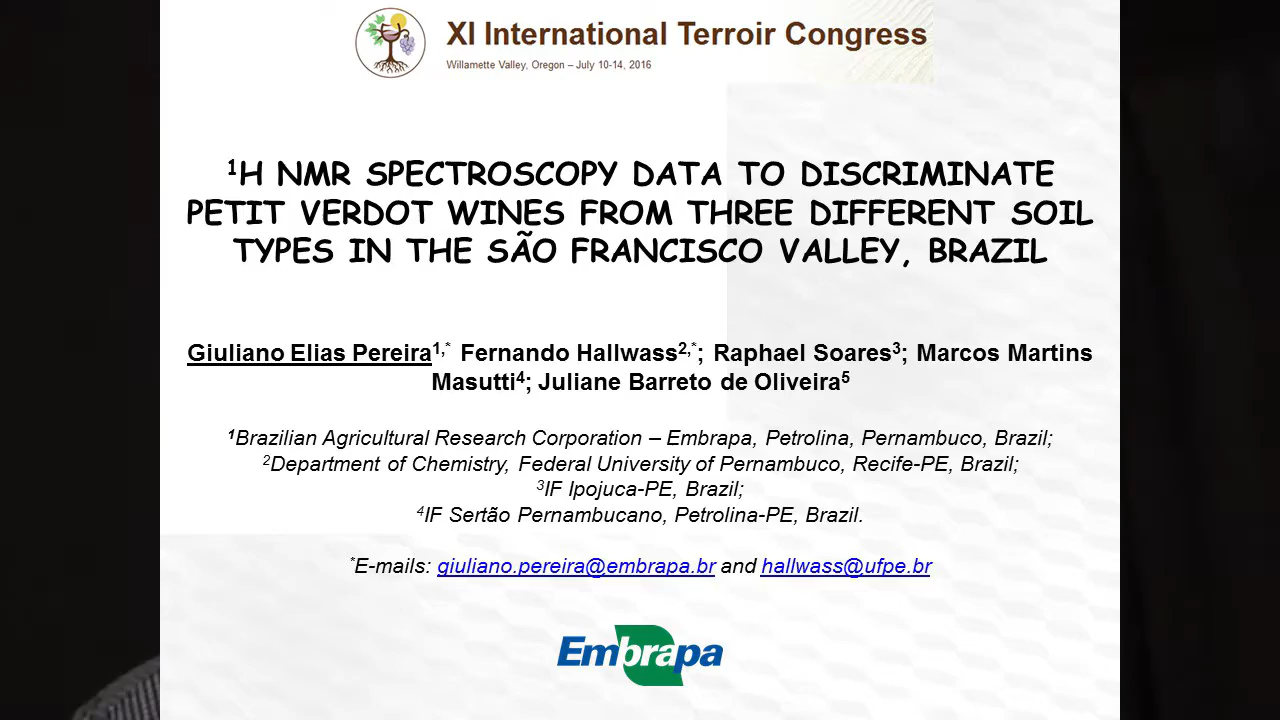 XI International Terroir Congress
Willamette Valley, Oregon – July 10-14, 2016
¹H NMR SPECTROSCOPY DATA TO DISCRIMINATE
PETIT VERDOT WINES FROM THREE DIFFERENT SOIL
TYPES IN THE SÃO FRANCISCO VALLEY, BRAZIL
Giuliano Elias Pereira¹,* Fernando Hallwass²,*; Raphael Soares³; Marcos Martins
Masutti⁴; Juliane Barreto de Oliveira⁵
¹Brazilian Agricultural Research Corporation – Embrapa, Petrolina, Pernambuco, Brazil;
²Department of Chemistry, Federal University of Pernambuco, Recife-PE, Brazil;
³IF Ipojuca-PE, Brazil;
⁴IF Sertão Pernambucano, Petrolina-PE, Brazil.
*E-mails: giuliano.pereira@embrapa.br and hallwass@ufpe.br
Embrapa